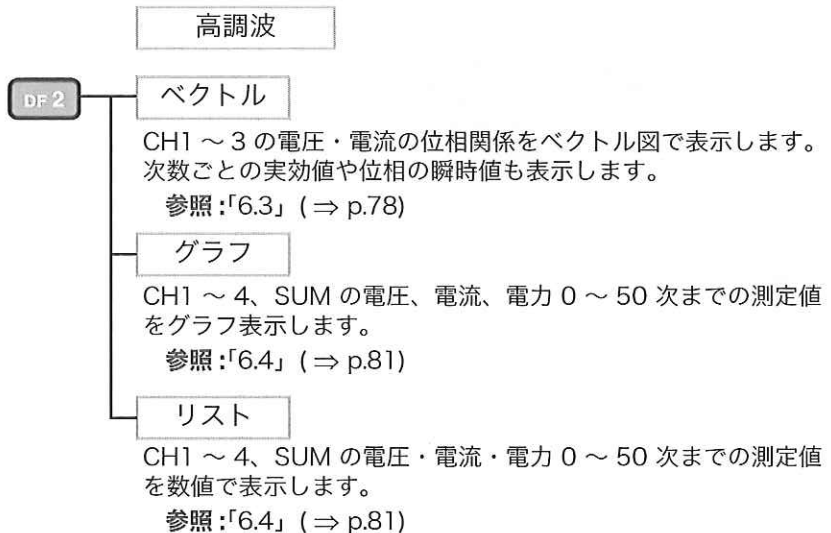 高調波
DF 2
ベクトル
CH1 ～ 3 の電圧・電流の位相関係をベクトル図で表示します。
次数ごとの実効値や位相の瞬時値も表示します。
参照:「6.3」( ⇒ p.78)
グラフ
CH1 ～ 4、SUM の電圧、電流、電力 0 ～ 50 次までの測定値
をグラフ表示します。
参照:「6.4」( ⇒ p.81)
リスト
CH1 ～ 4、SUM の電圧・電流・電力 0 ～ 50 次までの測定値
を数値で表示します。
参照:「6.4」( ⇒ p.81)